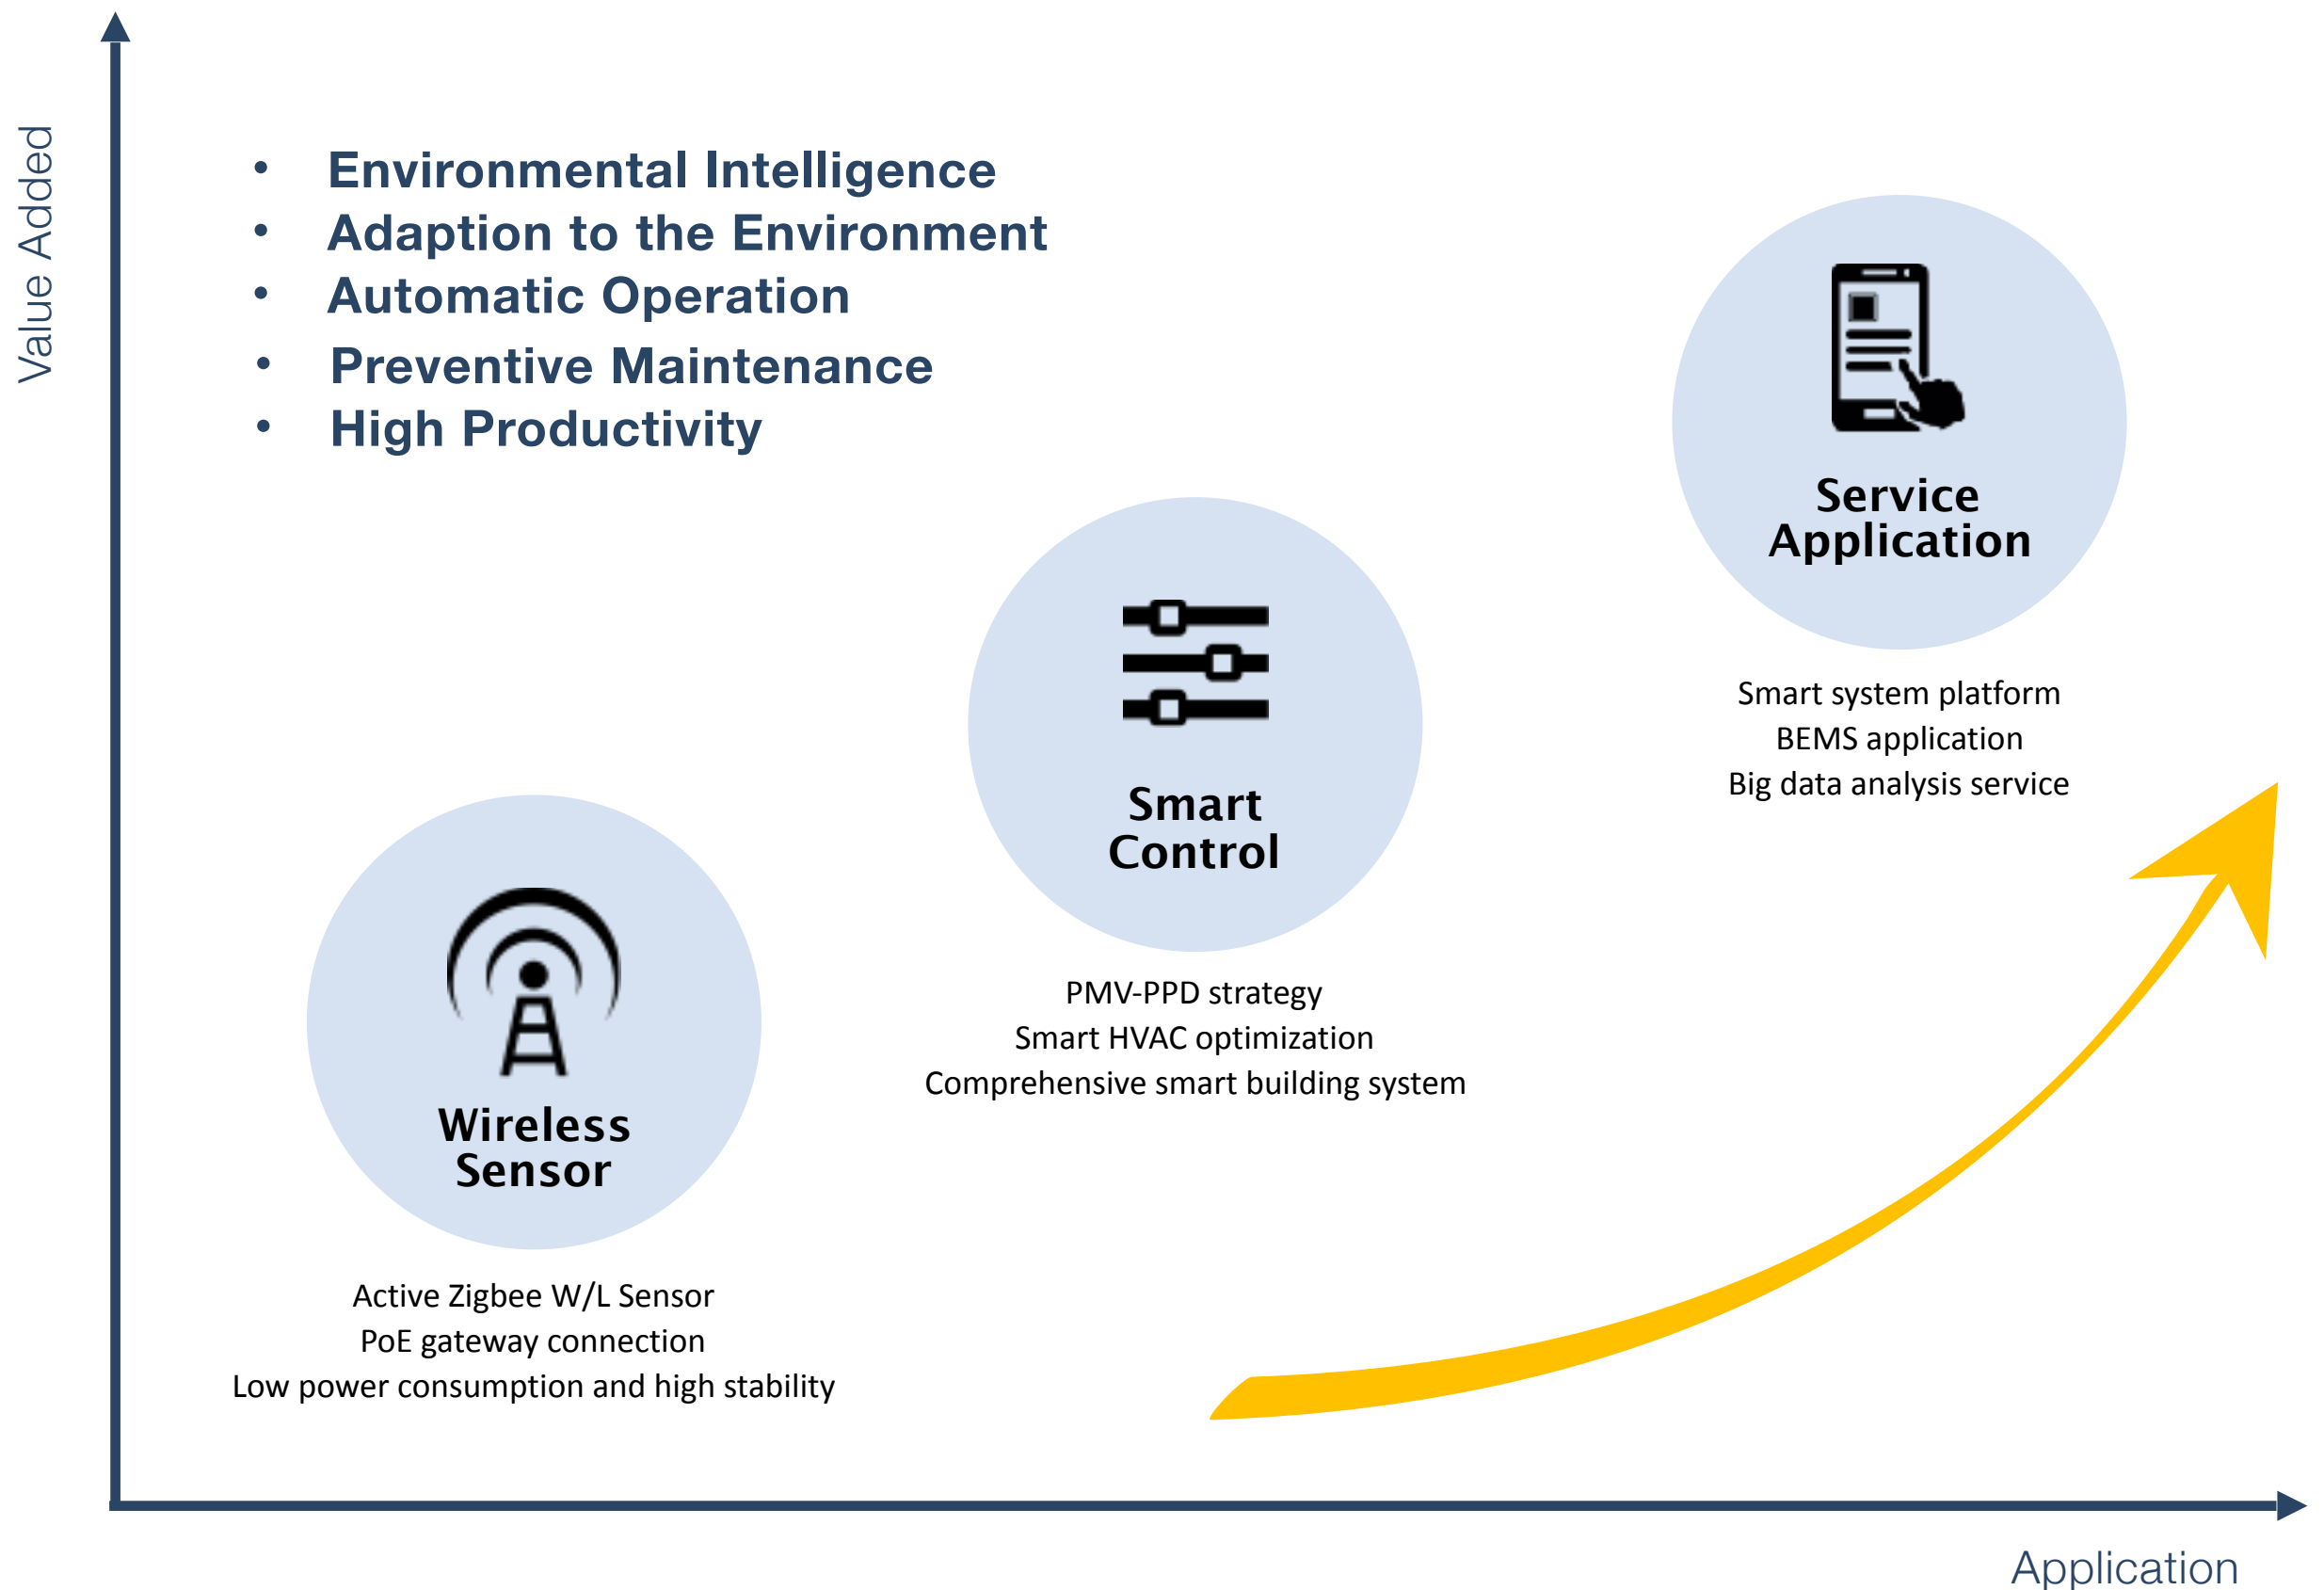 Value Added
• Environmental Intelligence
• Adaption to the Environment
• Automatic Operation
• Preventive Maintenance
• High Productivity
Service
Application
Smart system platform
BEMS application
Big data analysis service
Smart
Control
PMV-PPD strategy
Smart HVAC optimization
Comprehensive smart building system
Wireless
Sensor
Active Zigbee W/L Sensor
PoE gateway connection
Low power consumption and high stability
Application